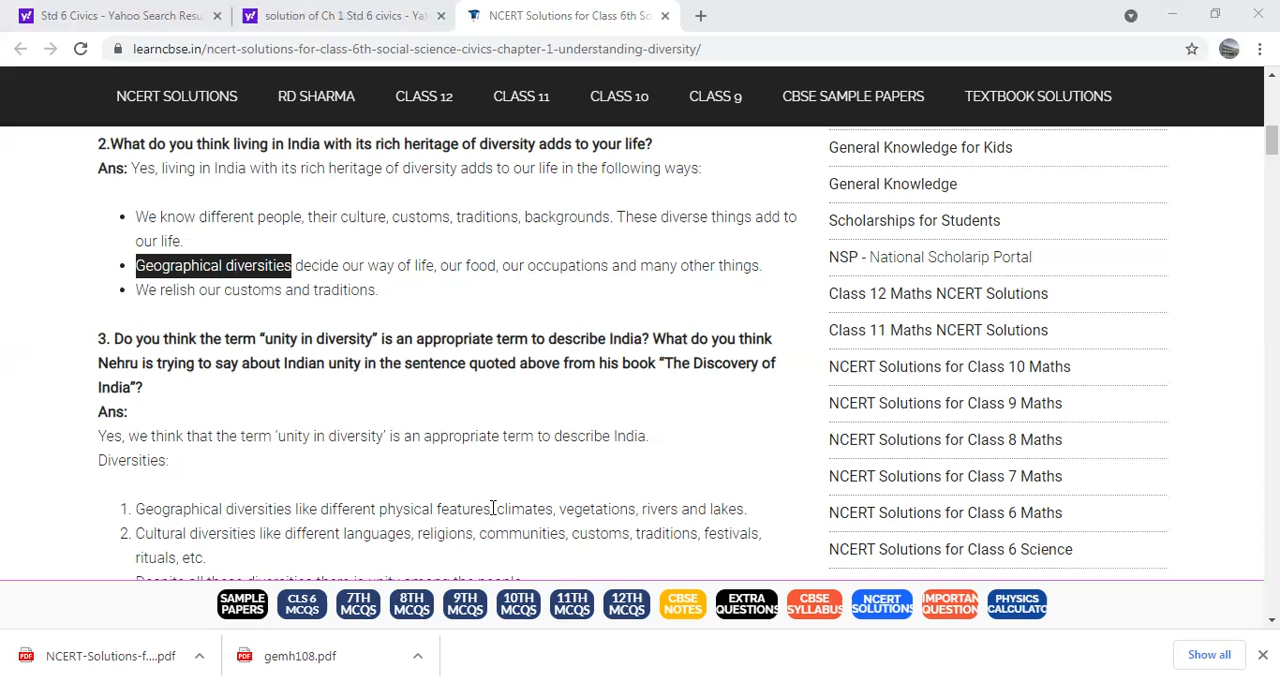 Std 6 Civics - Yahoo Search Resu
solution of Ch 1 Std 6 civics - Ya
NCERT Solutions for Class 6th So
learncbse.in/ncert-solutions-for-class-6th-social-science-civics-chapter-1-understanding-diversity/
NCERT SOLUTIONS RD SHARMA CLASS 12 CLASS 11 CLASS 10 CLASS 9 CBSE SAMPLE PAPERS TEXTBOOK SOLUTIONS
2.What do you think living in India with its rich heritage of diversity adds to your life?
Ans: Yes, living in India with its rich heritage of diversity adds to our life in the following ways:
• We know different people, their culture, customs, traditions, backgrounds. These diverse things add to
our life.
• Geographical diversities decide our way of life, our food, our occupations and many other things.
• We relish our customs and traditions.
3. Do you think the term “unity in diversity” is an appropriate term to describe India? What do you think
Nehru is trying to say about Indian unity in the sentence quoted above from his book “The Discovery of
India”?
Ans:
Yes, we think that the term ‘unity in diversity’ is an appropriate term to describe India.
Diversities:
1. Geographical diversities like different physical features, climates, vegetations, rivers and lakes.
2. Cultural diversities like different languages, religions, communities, customs, traditions, festivals,
rituals, etc.
Despite all these diversities there is unity among the people.
General Knowledge for Kids
General Knowledge
Scholarships for Students
NSP - National Scholarip Portal
Class 12 Maths NCERT Solutions
Class 11 Maths NCERT Solutions
NCERT Solutions for Class 10 Maths
NCERT Solutions for Class 9 Maths
NCERT Solutions for Class 8 Maths
NCERT Solutions for Class 7 Maths
NCERT Solutions for Class 6 Maths
NCERT Solutions for Class 6 Science
SAMPLE PAPERS
CLS 6 MCQS
7TH MCQS
8TH MCQS
9TH MCQS
10TH MCQS
11TH MCQS
12TH MCQS
CBSE NOTES
EXTRA QUESTIONS
CBSE SYLLABUS
NCERT SOLUTIONS
IMPORTAN QUESTION
PHYSICS CALCULATO
NCERT-Solutions-f....pdf
gemh108.pdf
Show all